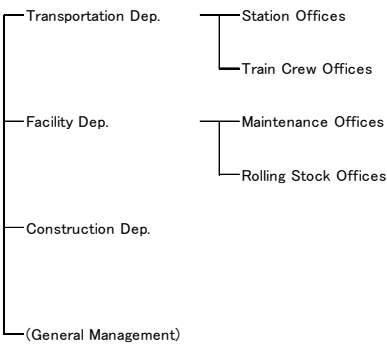 Transportation Dep.
Station Offices
Train Crew Offices
Facility Dep.
Maintenance Offices
Rolling Stock Offices
Construction Dep.
(General Management)